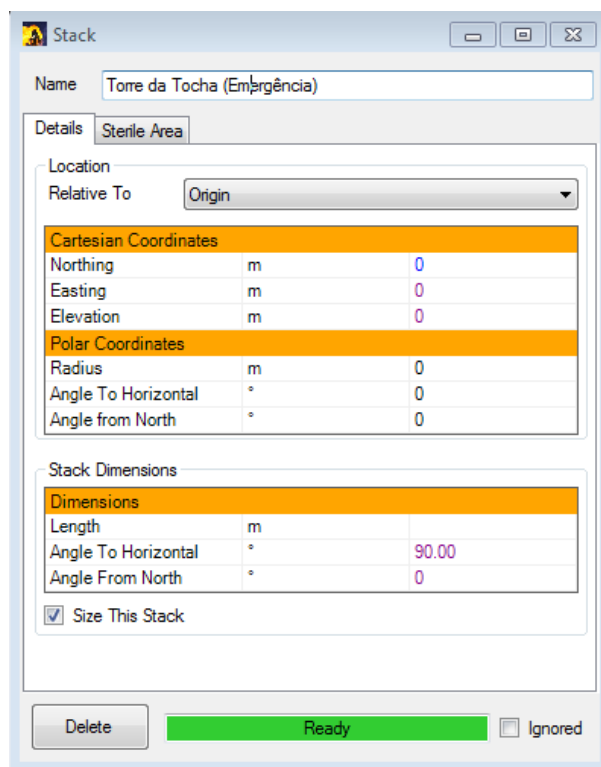 Stack
Name Torre da Tocha (Emergência)
Details Sterile Area
Location
Relative To Origin
Cartesian Coordinates
Northing m 0
Easting m 0
Elevation m 0
Polar Coordinates
Radius m 0
Angle To Horizontal ° 0
Angle from North ° 0
Stack Dimensions
Dimensions
Length m
Angle To Horizontal ° 90.00
Angle From North ° 0
Size This Stack
Delete Ready Ignored